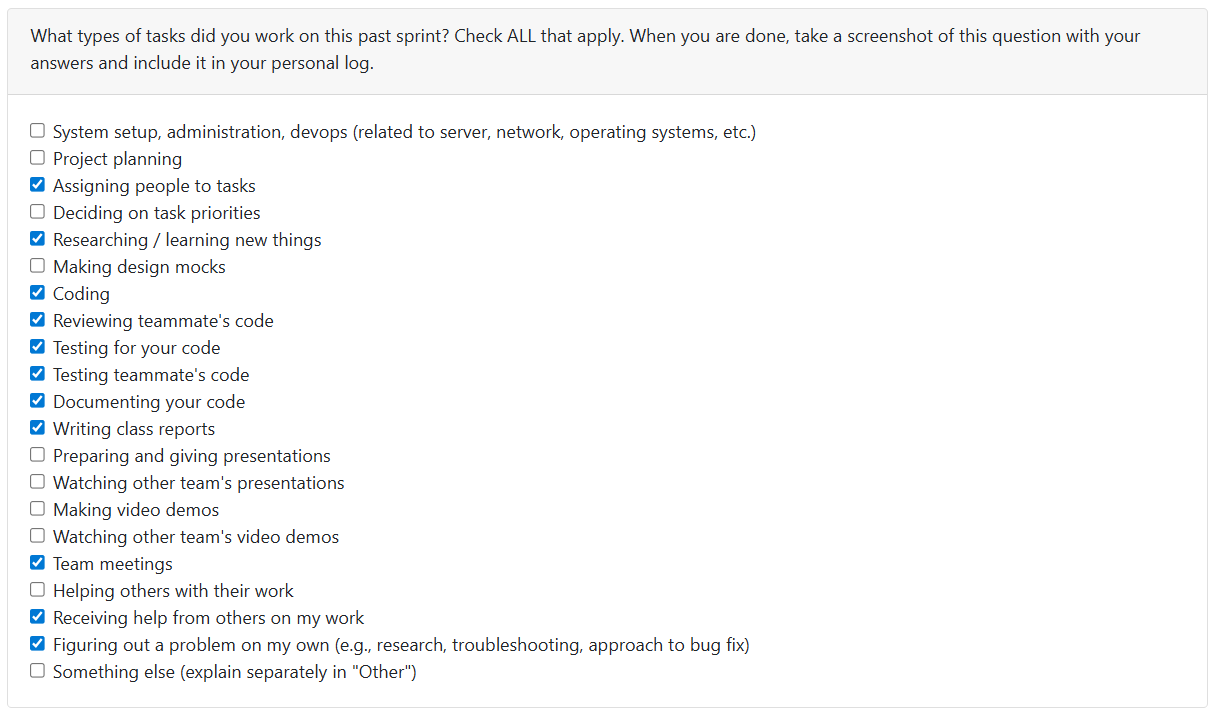 What types of tasks did you work on this past sprint? Check ALL that apply. When you are done, take a screenshot of this question with your
answers and include it in your personal log.
System setup, administration, devops (related to server, network, operating systems, etc.)
Project planning
Assigning people to tasks
Deciding on task priorities
Researching / learning new things
Making design mocks
Coding
Reviewing teammate's code
Testing for your code
Testing teammate's code
Documenting your code
Writing class reports
Preparing and giving presentations
Watching other team's presentations
Making video demos
Watching other team's video demos
Team meetings
Helping others with their work
Receiving help from others on my work
Figuring out a problem on my own (e.g., research, troubleshooting, approach to bug fix)
Something else (explain separately in "Other")